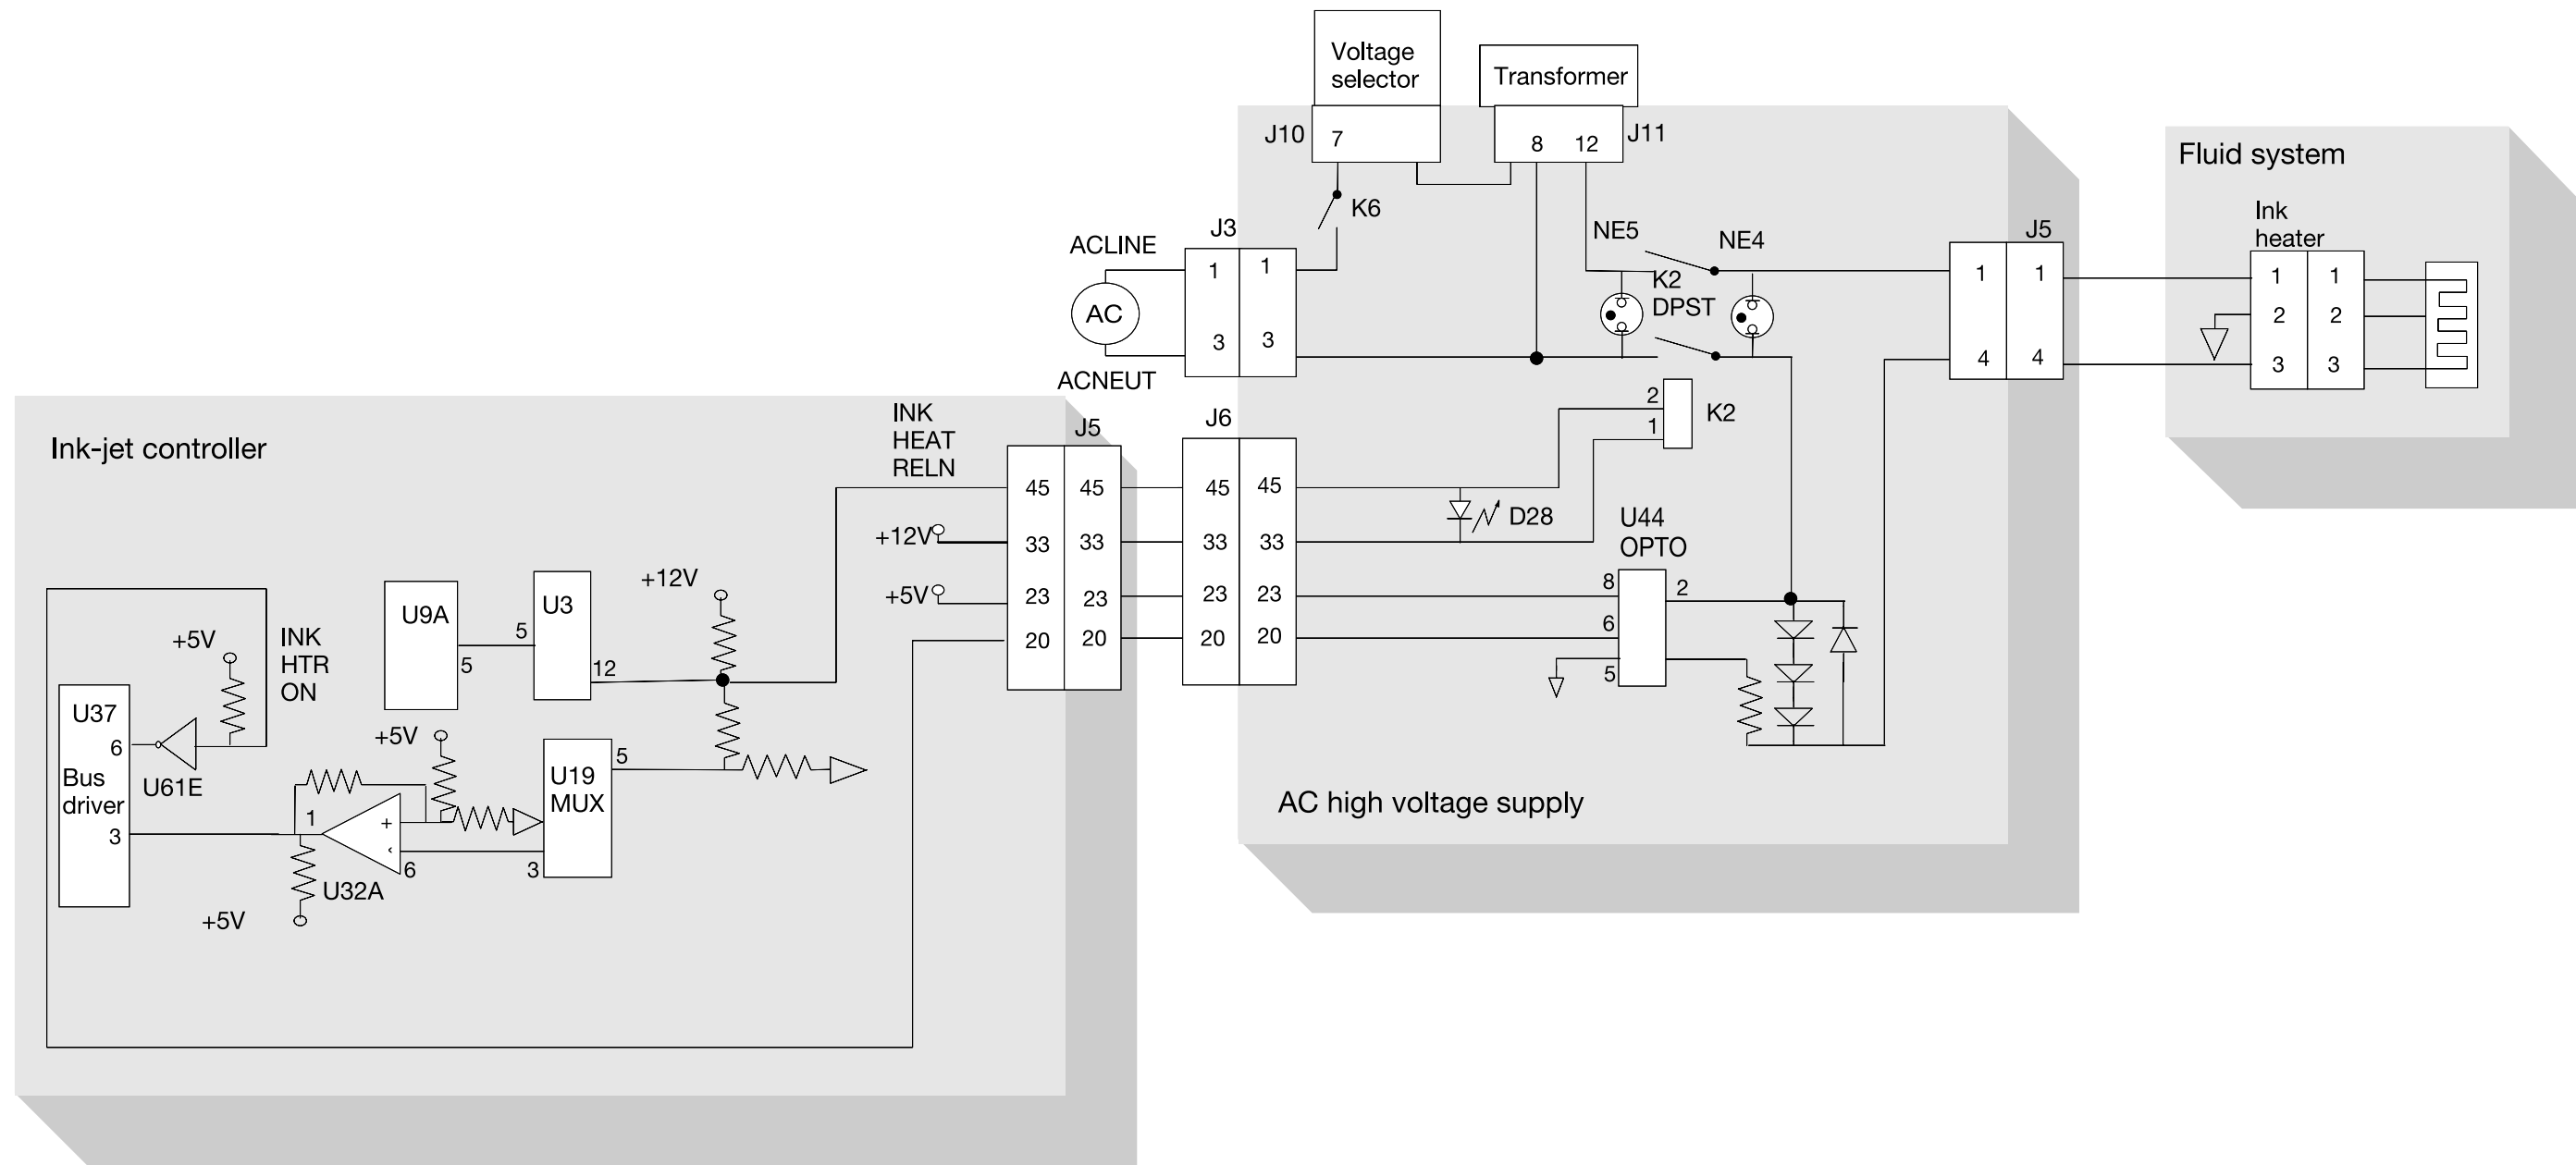 Voltage
selector
Transformer
J10
7
8
12
J11
Fluid system
K6
Ink
heater
J3
ACLINE
NE5
NE4
J5
1
1
1
1
1
1
K2
DPST
AC
2
2
3
3
4
4
3
3
ACNEUT
INK
HEAT
RELN
J5
J6
2
1
K2
Ink-jet controller
45
45
45
45
D28
U44
OPTO
+12V
33
33
33
33
+12V
+5V
23
23
23
23
8
2
U9A
U3
5
5
12
6
20
20
20
20
5
+5V
INK
HTR
ON
U37
6
Bus
driver
3
U61E
+5V
U19
MUX
5
3
1
+
‹
6
U32A
+5V
AC high voltage supply